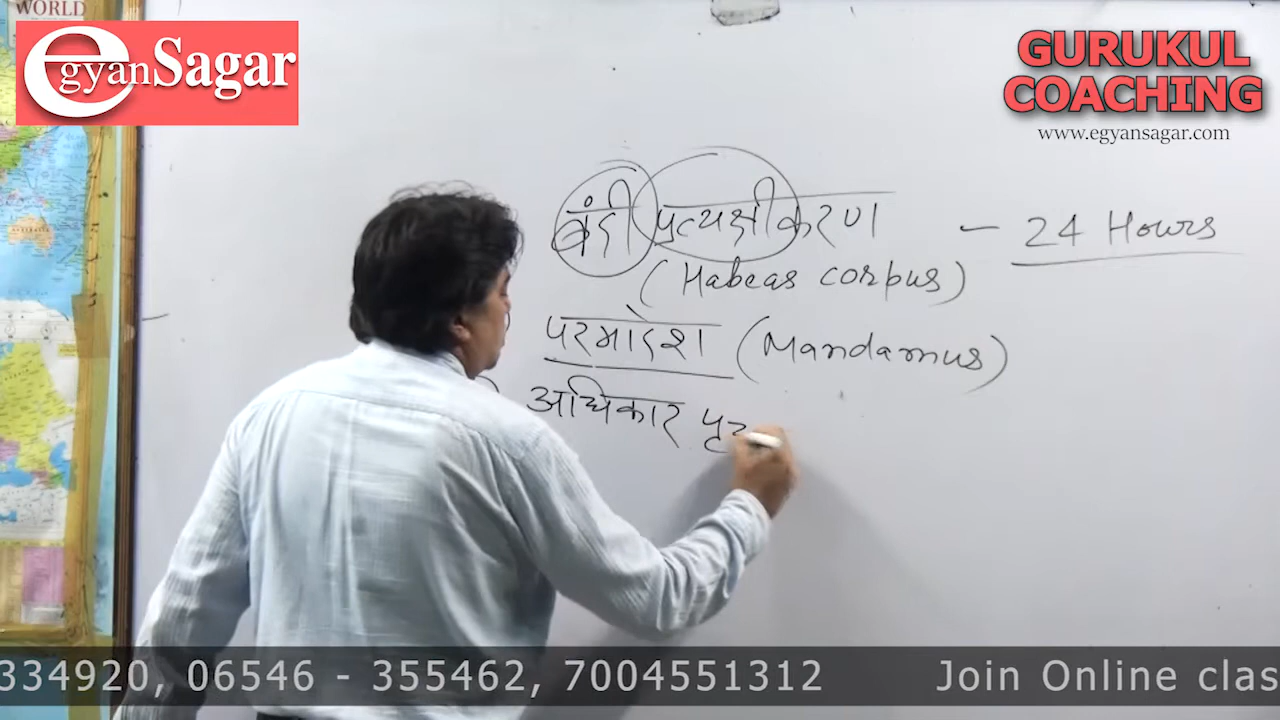 WORLD
egyanSagar
GURUKUL
COACHING
www.egyansagar.com
बंदी प्रत्यक्षीकरण - 24 Hours
(Habeas corpus)
परमादेश (Mandamus)
अधिकार पृ
334920, 06546 - 355462, 7004551312 Join Online clas